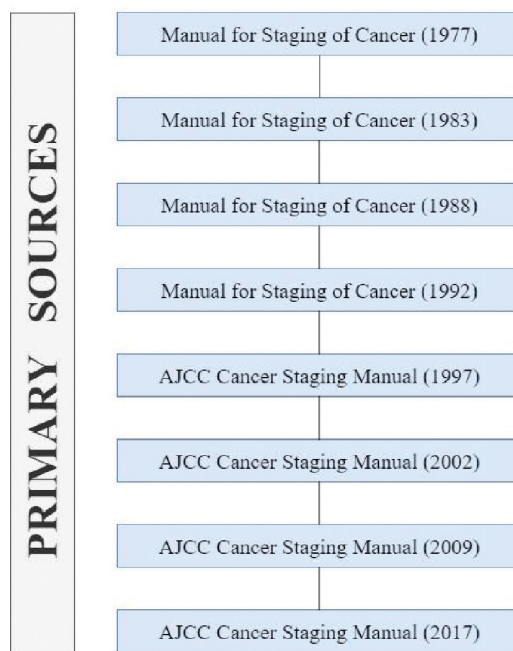 PRIMARY SOURCES
Manual for Staging of Cancer (1977)
Manual for Staging of Cancer (1983)
Manual for Staging of Cancer (1988)
Manual for Staging of Cancer (1992)
AJCC Cancer Staging Manual (1997)
AJCC Cancer Staging Manual (2002)
AJCC Cancer Staging Manual (2009)
AJCC Cancer Staging Manual (2017)